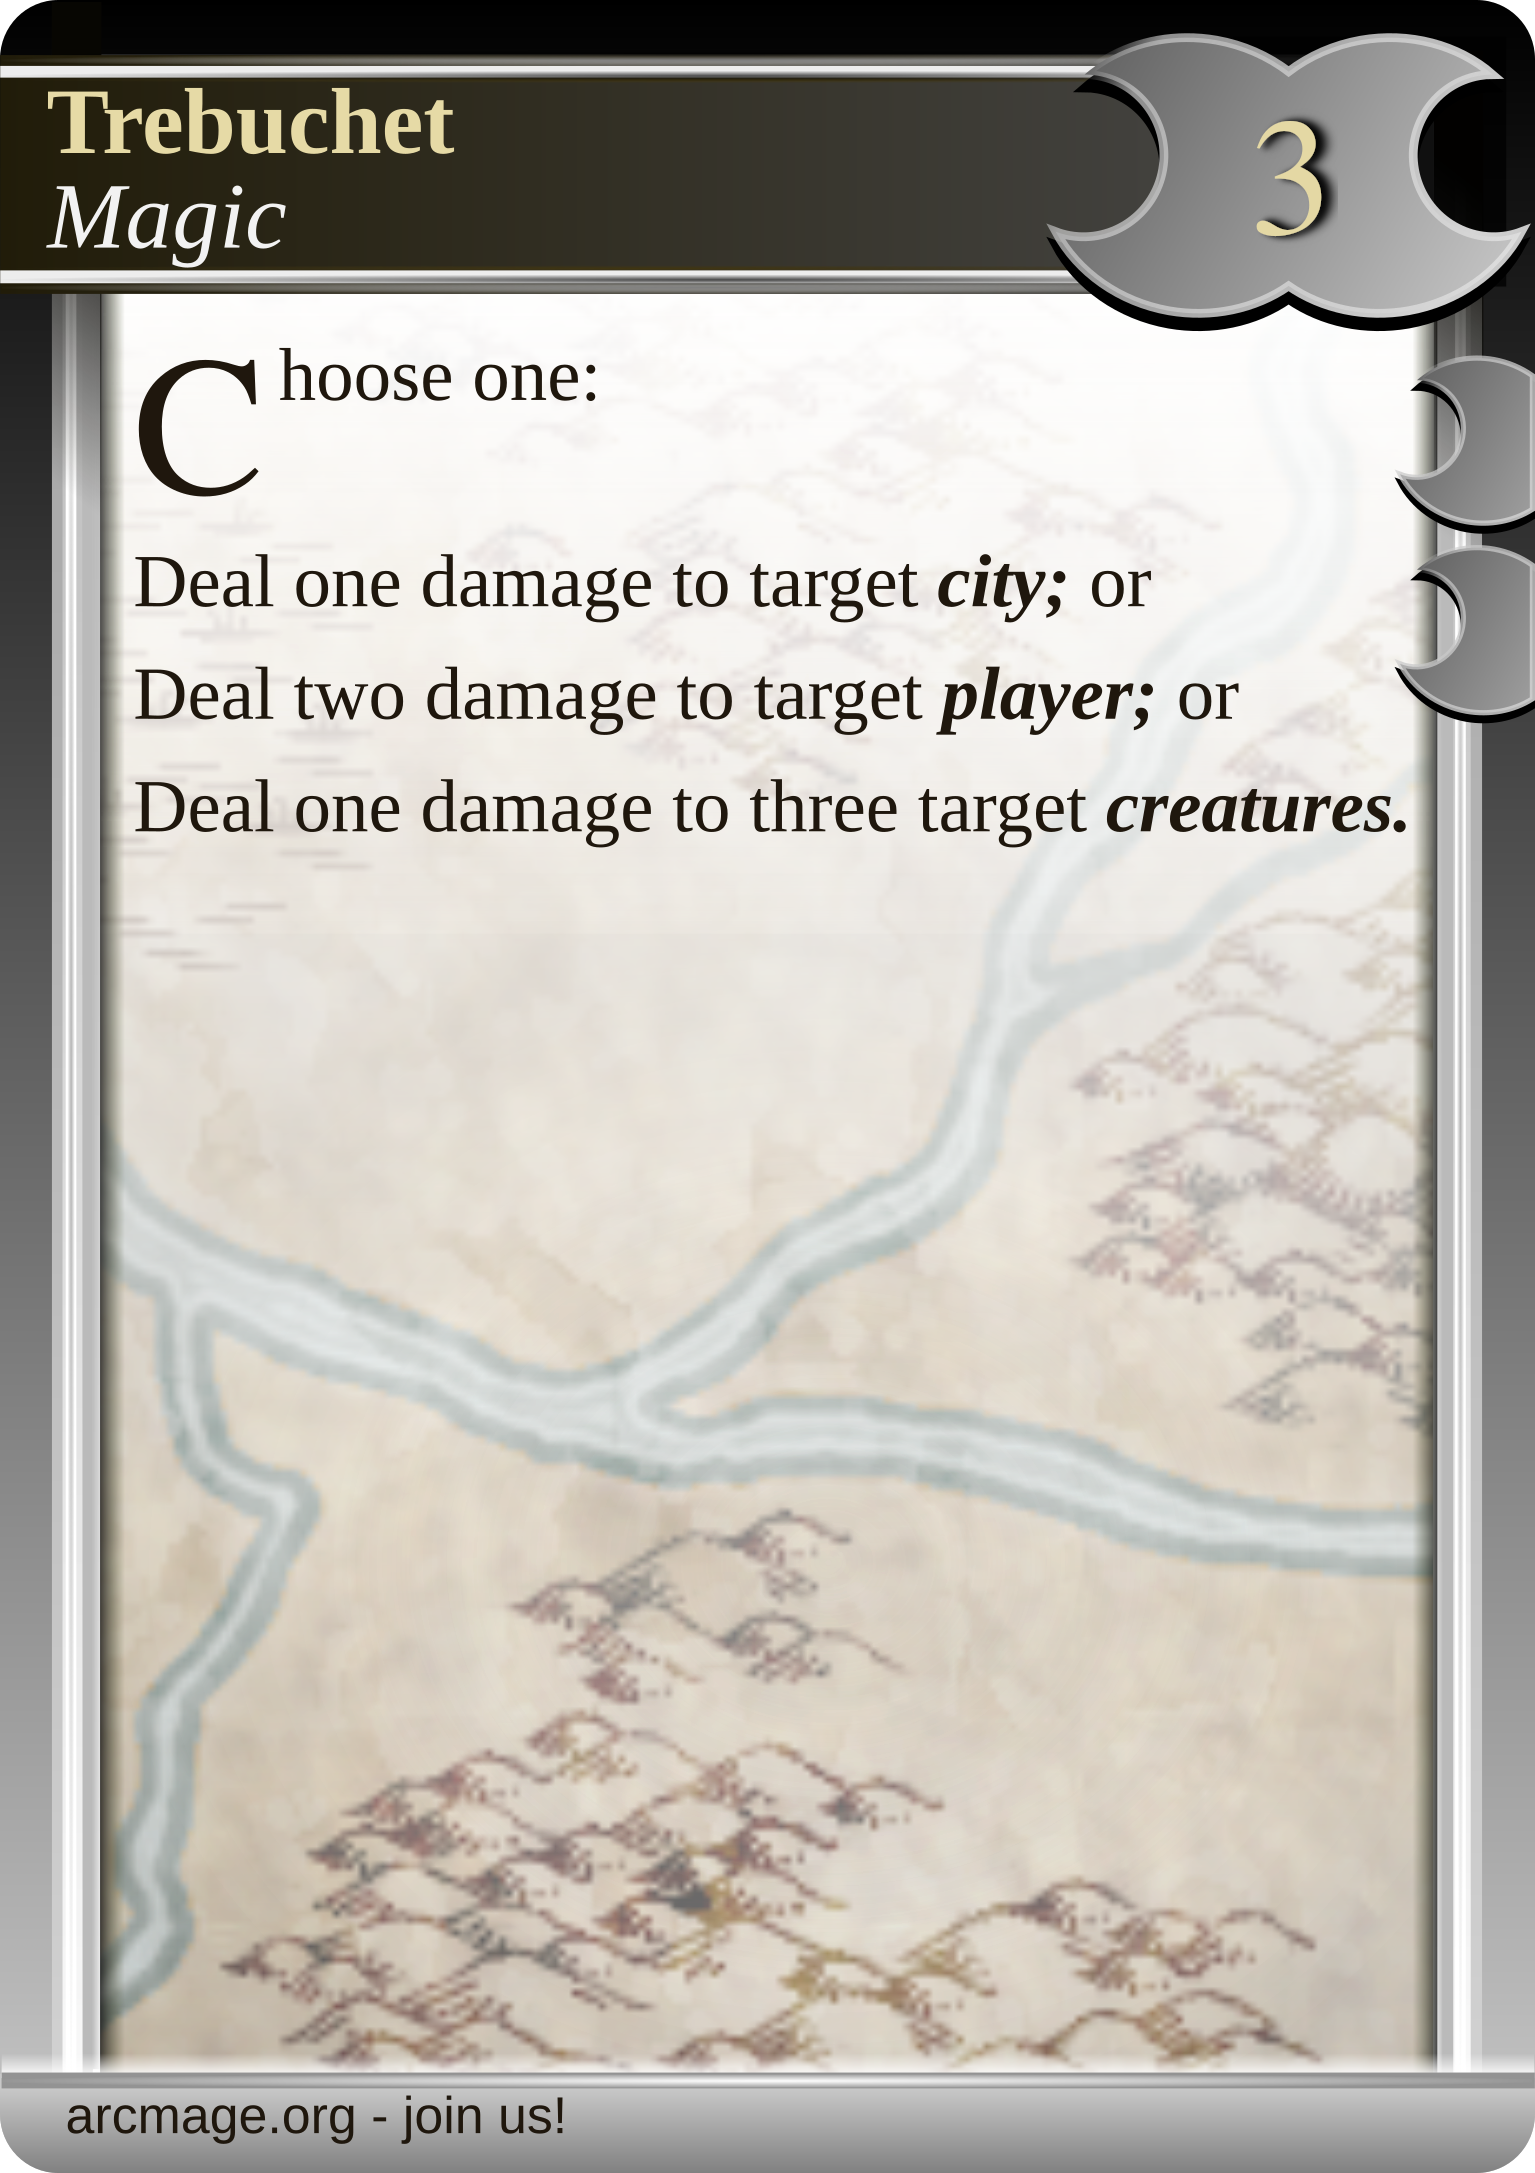 Trebuchet
Magic
3
Choose one:
Deal one damage to target city; or
Deal two damage to target player; or
Deal one damage to three target creatures.
arcmage.org - join us!